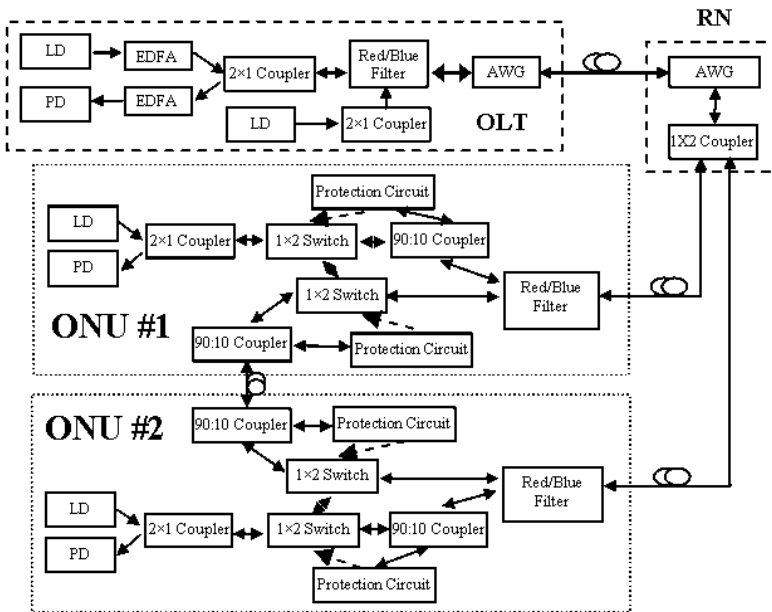 RN
LD
EDFA
2×1 Coupler
Red/Blue
Filter
AWG
AWG
PD
EDFA
LD
2×1 Coupler
OLT
1X2 Coupler
Protection Circuit
LD
2×1 Coupler
1×2 Switch
90:10 Coupler
PD
1×2 Switch
Red/Blue
Filter
ONU #1
90:10 Coupler
Protection Circuit
ONU #2
90:10 Coupler
Protection Circuit
1×2 Switch
Red/Blue
Filter
LD
2×1 Coupler
1×2 Switch
90:10 Coupler
PD
Protection Circuit